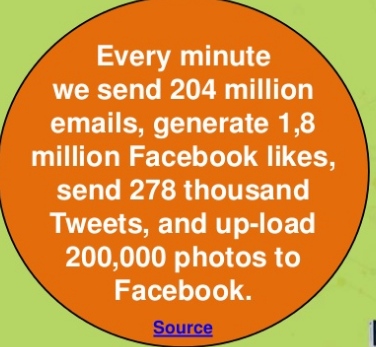 Every minute
we send 204 million
emails, generate 1,8
million Facebook likes,
send 278 thousand
Tweets, and up-load
200,000 photos to
Facebook.
Source